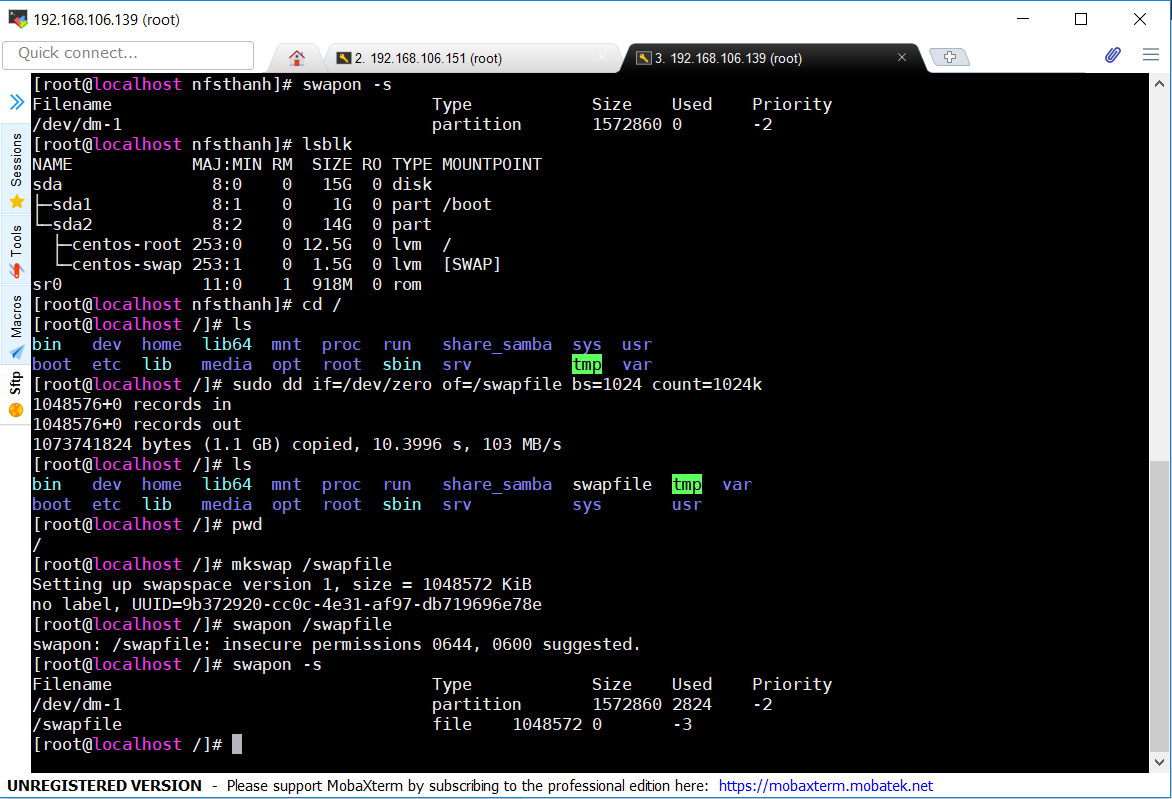 192.168.106.139 (root)
Quick connect...
2. 192.168.106.151 (root)
3. 192.168.106.139 (root)
Sessions
Tools
Macros
Sftp
[root@localhost nfsthanh]# swapon -s
Filename                                Type            Size    Used    Priority
/dev/dm-1                               partition       1572860 0       -2
[root@localhost nfsthanh]# lsblk
NAME            MAJ:MIN RM  SIZE RO TYPE MOUNTPOINT
sda               8:0    0   15G  0 disk
├─sda1            8:1    0    1G  0 part /boot
└─sda2            8:2    0   14G  0 part
  ├─centos-root 253:0    0 12.5G  0 lvm  /
  └─centos-swap 253:1    0  1.5G  0 lvm  [SWAP]
sr0              11:0    1  918M  0 rom
[root@localhost nfsthanh]# cd /
[root@localhost /]# ls
bin   dev  home  lib64  mnt  proc  run   share_samba  sys  usr
boot  etc  lib   media  opt  root  sbin  srv          tmp  var
[root@localhost /]# sudo dd if=/dev/zero of=/swapfile bs=1024 count=1024k
1048576+0 records in
1048576+0 records out
1073741824 bytes (1.1 GB) copied, 10.3996 s, 103 MB/s
[root@localhost /]# ls
bin   dev  home  lib64  mnt  proc  run   share_samba  swapfile  tmp  var
boot  etc  lib   media  opt  root  sbin  srv          sys       usr
[root@localhost /]# pwd
/
[root@localhost /]# mkswap /swapfile
Setting up swapspace version 1, size = 1048572 KiB
no label, UUID=9b372920-cc0c-4e31-af97-db719696e78e
[root@localhost /]# swapon /swapfile
swapon: /swapfile: insecure permissions 0644, 0600 suggested.
[root@localhost /]# swapon -s
Filename                                Type            Size    Used    Priority
/dev/dm-1                               partition       1572860 2824    -2
/swapfile                               file    1048572 0       -3
[root@localhost /]#
UNREGISTERED VERSION - Please support MobaXterm by subscribing to the professional edition here: https://mobaxterm.mobatek.net